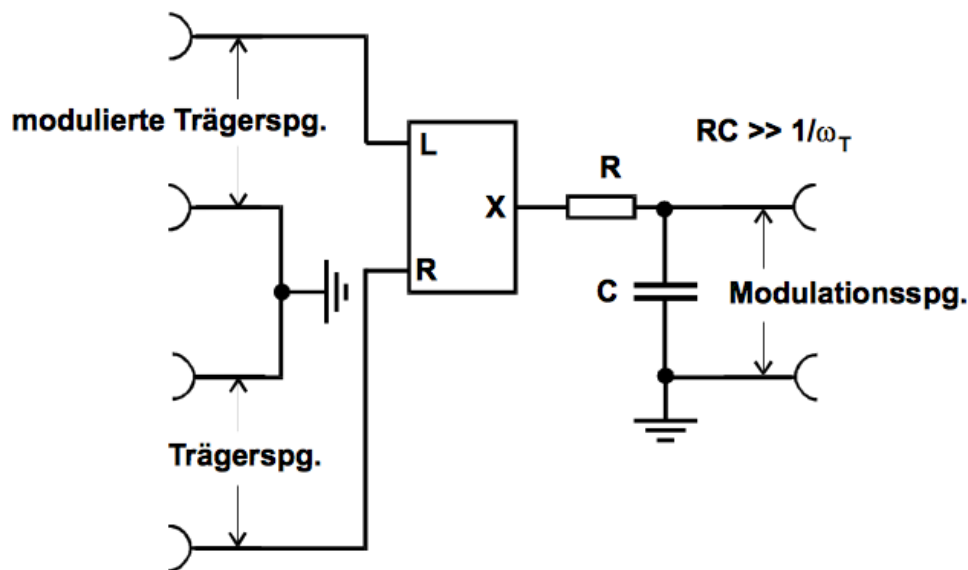 modulierte Trägerspg.
L
X
R
R
RC >> 1/ωT
C
Modulationsspg.
Trägerspg.